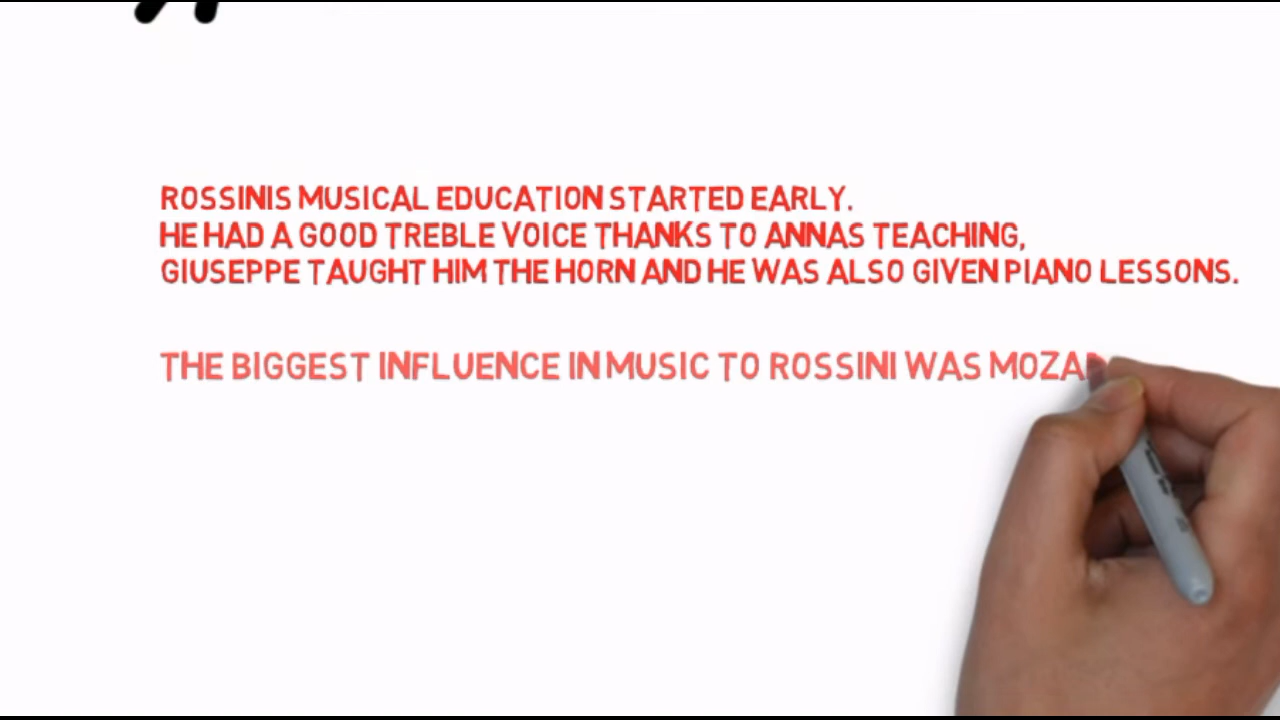 ROSSINIS MUSICAL EDUCATION STARTED EARLY.
HE HAD A GOOD TREBLE VOICE THANKS TO ANNAS TEACHING,
GIUSEPPE TAUGHT HIM THE HORN AND HE WAS ALSO GIVEN PIANO LESSONS.
THE BIGGEST INFLUENCE IN MUSIC TO ROSSINI WAS